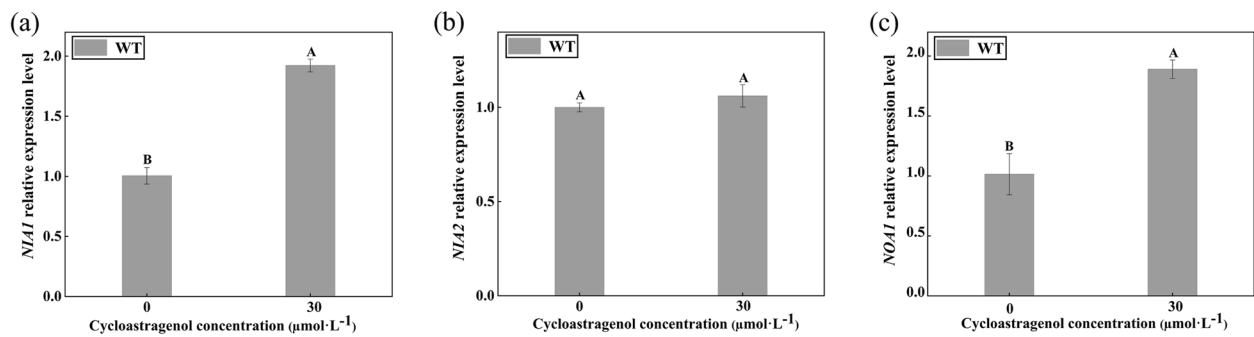 (a)
WT
NIA1 relative expression level
2.0
1.5
1.0
0.5
0.0
B
A
0
30
Cycloastragenol concentration (μmol·L-1)
(b)
WT
NIA2 relative expression level
1.0
0.5
0.0
A
A
0
30
Cycloastragenol concentration (μmol·L-1)
(c)
WT
NOA1 relative expression level
2.0
1.5
1.0
0.5
0.0
B
A
0
30
Cycloastragenol concentration (μmol·L-1)